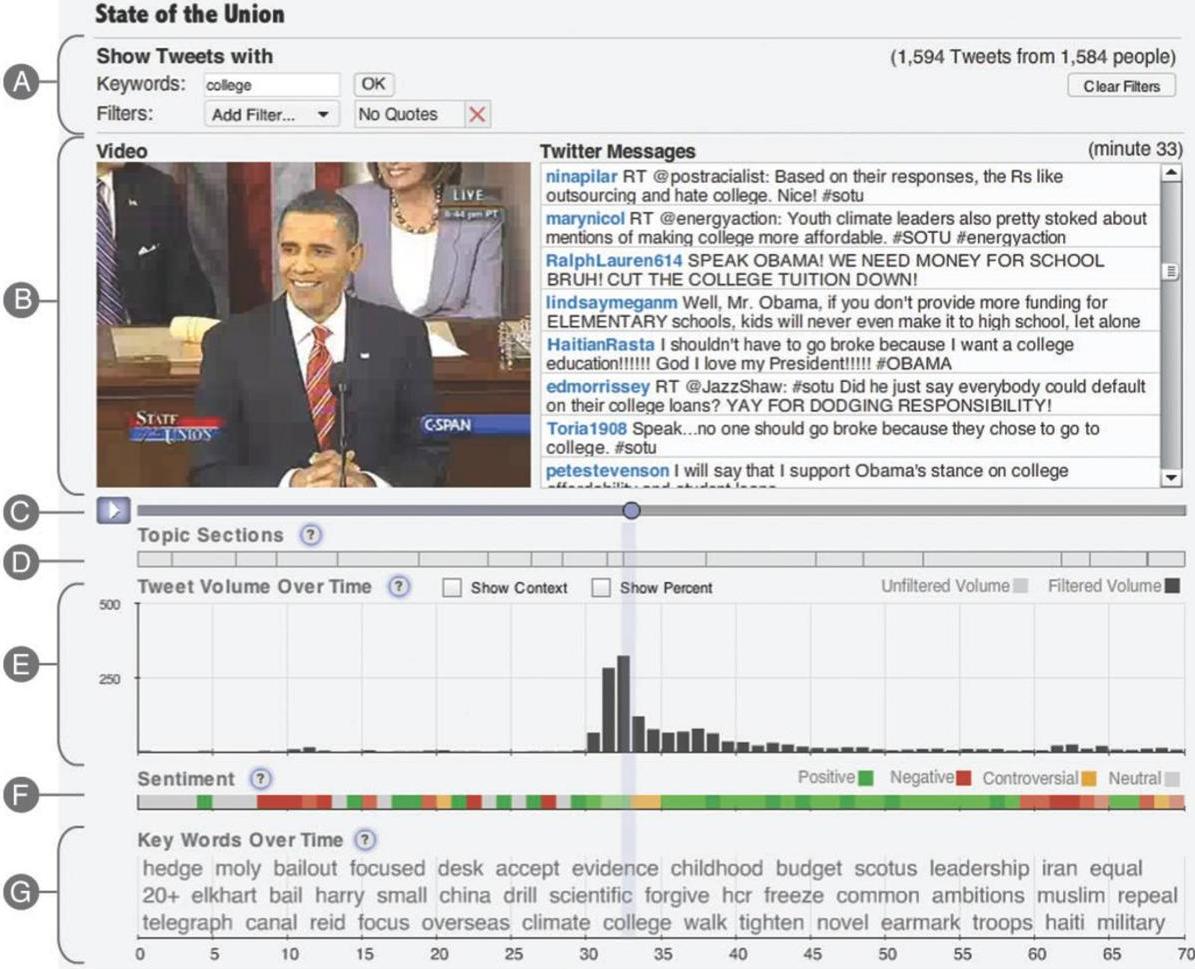 State of the Union
A
Show Tweets with
(1,594 Tweets from 1,584 people)
Keywords: college OK
Clear Filters
Filters: Add Filter... No Quotes
B
Video
Twitter Messages
(minute 33)
LIVE
6:44 pm PT
STATE
of the
UNION
C-SPAN
ninapilar RT @postracialist: Based on their responses, the Rs like
outsourcing and hate college. Nice! #sotu
marynicol RT @energyaction: Youth climate leaders also pretty stoked about
mentions of making college more affordable. #SOTU #energyaction
RalphLauren614 SPEAK OBAMA! WE NEED MONEY FOR SCHOOL
BRUH! CUT THE COLLEGE TUITION DOWN!
lindsaymeganm Well, Mr. Obama, if you don't provide more funding for
ELEMENTARY schools, kids will never even make it to high school, let alone
HaitianRasta I shouldn't have to go broke because I want a college
education!!!!!! God I love my President!!!!! #OBAMA
edmorrissey RT @JazzShaw: #sotu Did he just say everybody could default
on their college loans? YAY FOR DODGING RESPONSIBILITY!
Toria1908 Speak...no one should go broke because they chose to go to
college. #sotu
petestevenson I will say that I support Obama's stance on college
affordability and student loans
C
Topic Sections ?
D
Tweet Volume Over Time ? Show Context Show Percent Unfiltered Volume Filtered Volume
E
500
250
Sentiment ? Positive Negative Controversial Neutral
F
Key Words Over Time ?
G
hedge moly bailout focused desk accept evidence childhood budget scotus leadership iran equal
20+ elkhart bail harry small china drill scientific forgive hcr freeze common ambitions muslim repeal
telegraph canal reid focus overseas climate college walk tighten novel earmark troops haiti military
0 5 10 15 20 25 30 35 40 45 50 55 60 65 70